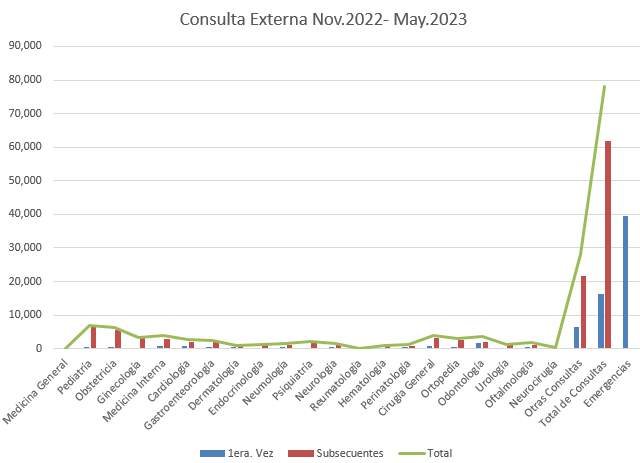 Consulta Externa Nov.2022- May.2023
90,000
80,000
70,000
60,000
50,000
40,000
30,000
20,000
10,000
0
Medicina General
Pediatria
Obstetricia
Ginecología
Medicina Interna
Cardiología
Gastroenteorología
Dermatología
Endocrinología
Neumología
Psiquiatría
Neurología
Reumatología
Hematología
Perinatología
Cirugía General
Ortopedia
Odontología
Urología
Oftalmología
Neurocirugía
Otras Consultas
Total de Consultas
Emergencias
1era. Vez
Subsecuentes
Total